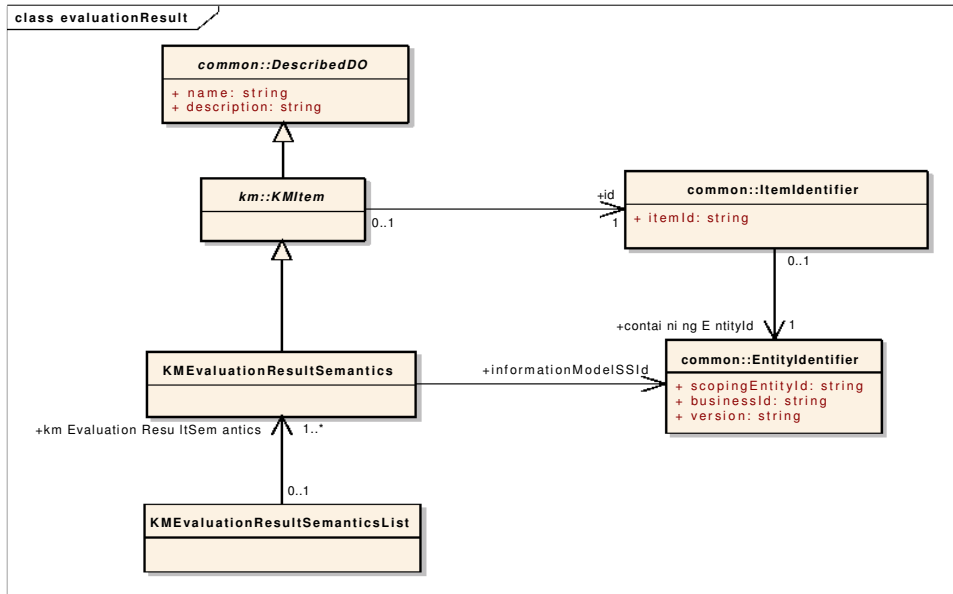 class evaluationResult
common::DescribedDO
+ name: string
+ description: string
km::KMItem
0..1
+id
1
common::ItemIdentifier
+ itemId: string
0..1
+contai ni ng E ntityId
1
KMEvaluationResultSemantics
+informationModelSSId
common::EntityIdentifier
+ scopingEntityId: string
+ businessId: string
+ version: string
+km Evaluation Resu ltSem antics
1..*
0..1
KMEvaluationResultSemanticsList